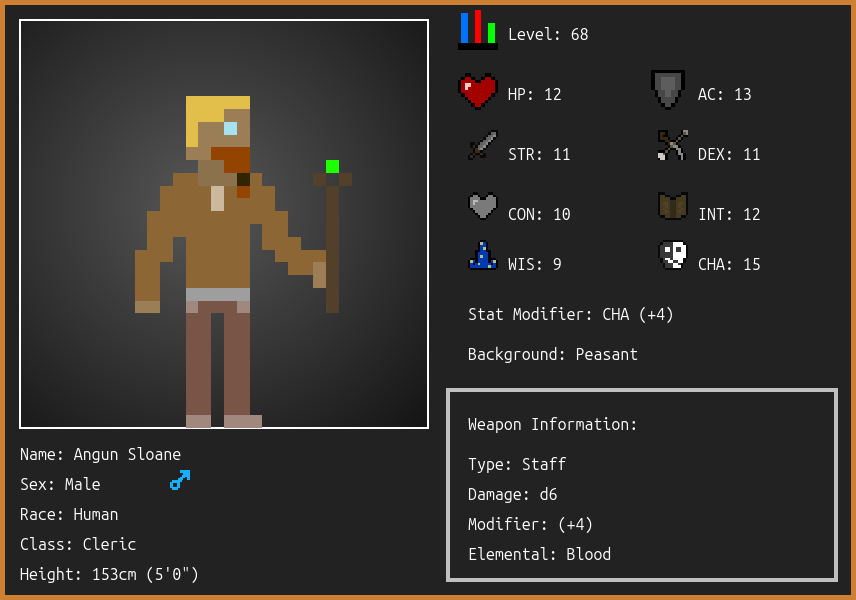 Level: 68
HP: 12
AC: 13
STR: 11
DEX: 11
CON: 10
INT: 12
WIS: 9
CHA: 15
Stat Modifier: CHA (+4)
Background: Peasant
Weapon Information:
Type: Staff
Damage: d6
Modifier: (+4)
Elemental: Blood
Name: Angun Sloane
Sex: Male
Race: Human
Class: Cleric
Height: 153cm (5'0")